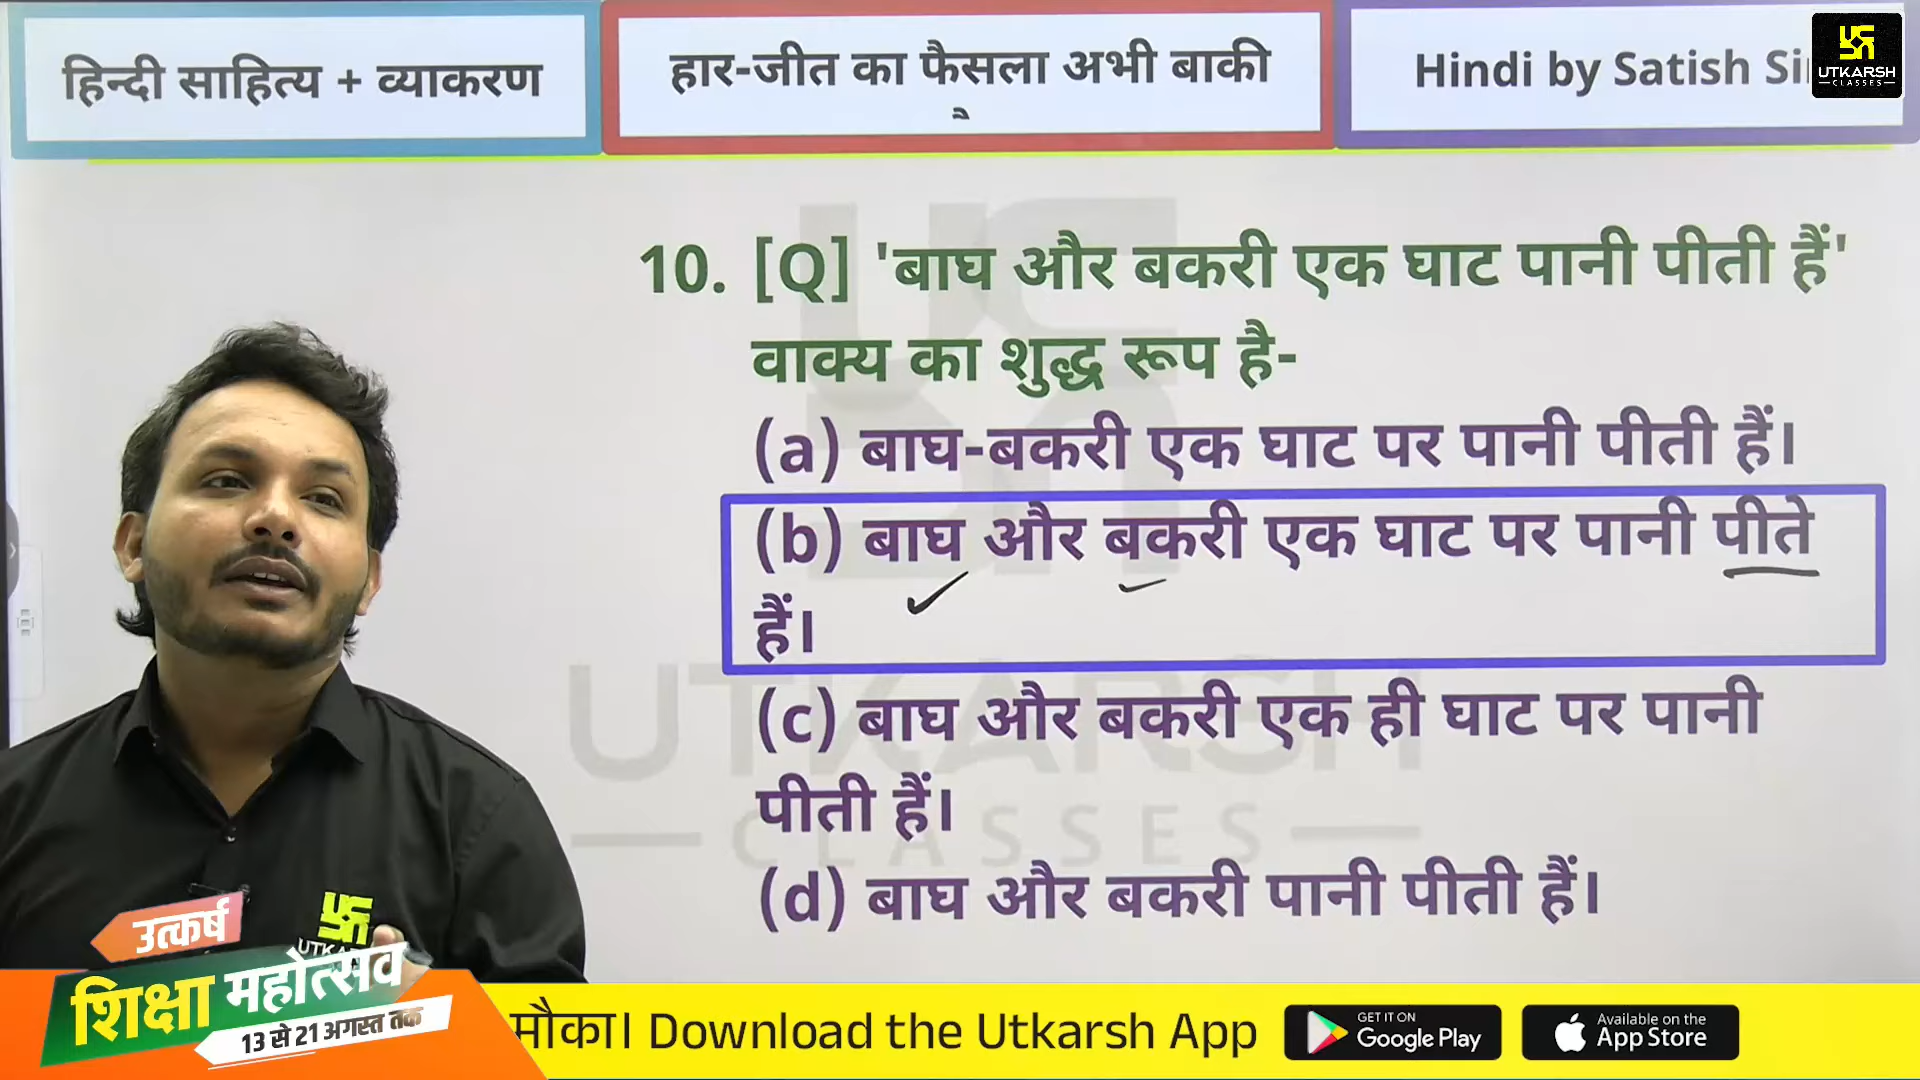 हिन्दी साहित्य + व्याकरण
हार-जीत का फैसला अभी बाकी
Hindi by Satish
UTKARSH
CLASSES
10. [Q] 'बाघ और बकरी एक घाट पानी पीती हैं'
वाक्य का शुद्ध रूप है-
(a) बाघ-बकरी एक घाट पर पानी पीती हैं।
(b) बाघ और बकरी एक घाट पर पानी पीते
हैं।
(c) बाघ और बकरी एक ही घाट पर पानी
पीती हैं।
(d) बाघ और बकरी पानी पीती हैं।
UTKARSH
CLASSES
उत्कर्ष
शिक्षा महोत्सव
13 से 21 अगस्त तक
मौका। Download the Utkarsh App
GET IT ON
Google Play
Available on the
App Store